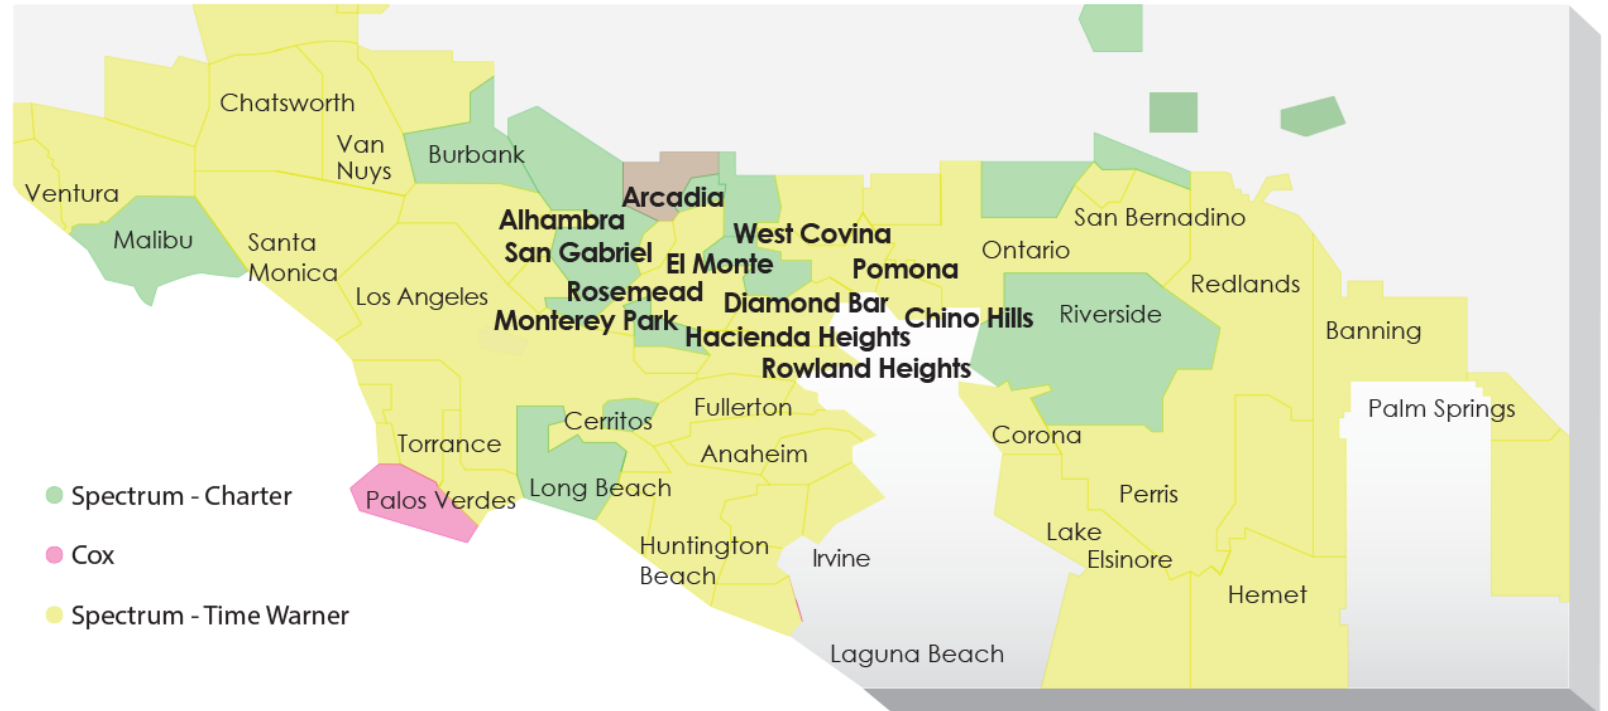 Chatsworth
Van
Nuys
Burbank
Ventura
Arcadia
Alhambra
San Bernadino
Malibu
Santa
Monica
San Gabriel
West Covina
Ontario
El Monte
Pomona
Redlands
Los Angeles
Rosemead
Diamond Bar
Monterey Park
Chino Hills
Riverside
Hacienda Heights
Banning
Rowland Heights
Cerritos
Fullerton
Palm Springs
Torrance
Anaheim
Corona
Spectrum - Charter
Palos Verdes
Long Beach
Perris
Cox
Huntington
Beach
Irvine
Lake
Elsinore
Spectrum - Time Warner
Hemet
Laguna Beach